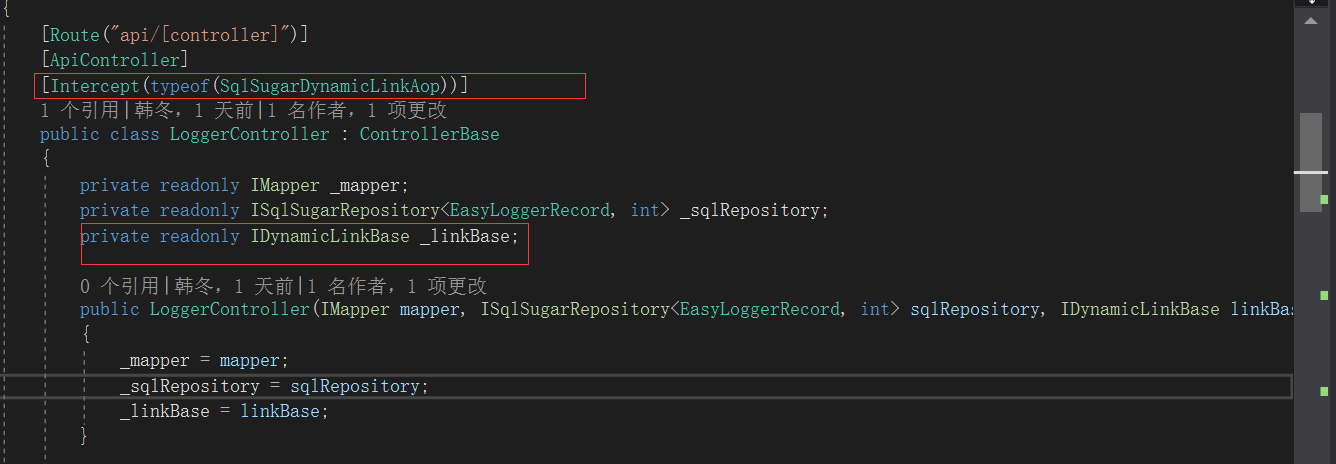 {
[Route("api/[controller]")]
[ApiController]
[Intercept(typeof(SqlSugarDynamicLinkAop))]
1 个引用|韩冬，1 天前|1 名作者，1 项更改
public class LoggerController : ControllerBase
{
private readonly IMapper _mapper;
private readonly ISqlSugarRepository<EasyLoggerRecord, int> _sqlRepository;
private readonly IDynamicLinkBase _linkBase;
0 个引用|韩冬，1 天前|1 名作者，1 项更改
public LoggerController(IMapper mapper, ISqlSugarRepository<EasyLoggerRecord, int> sqlRepository, IDynamicLinkBase linkBas
{
_mapper = mapper;
_sqlRepository = sqlRepository;
_linkBase = linkBase;
}